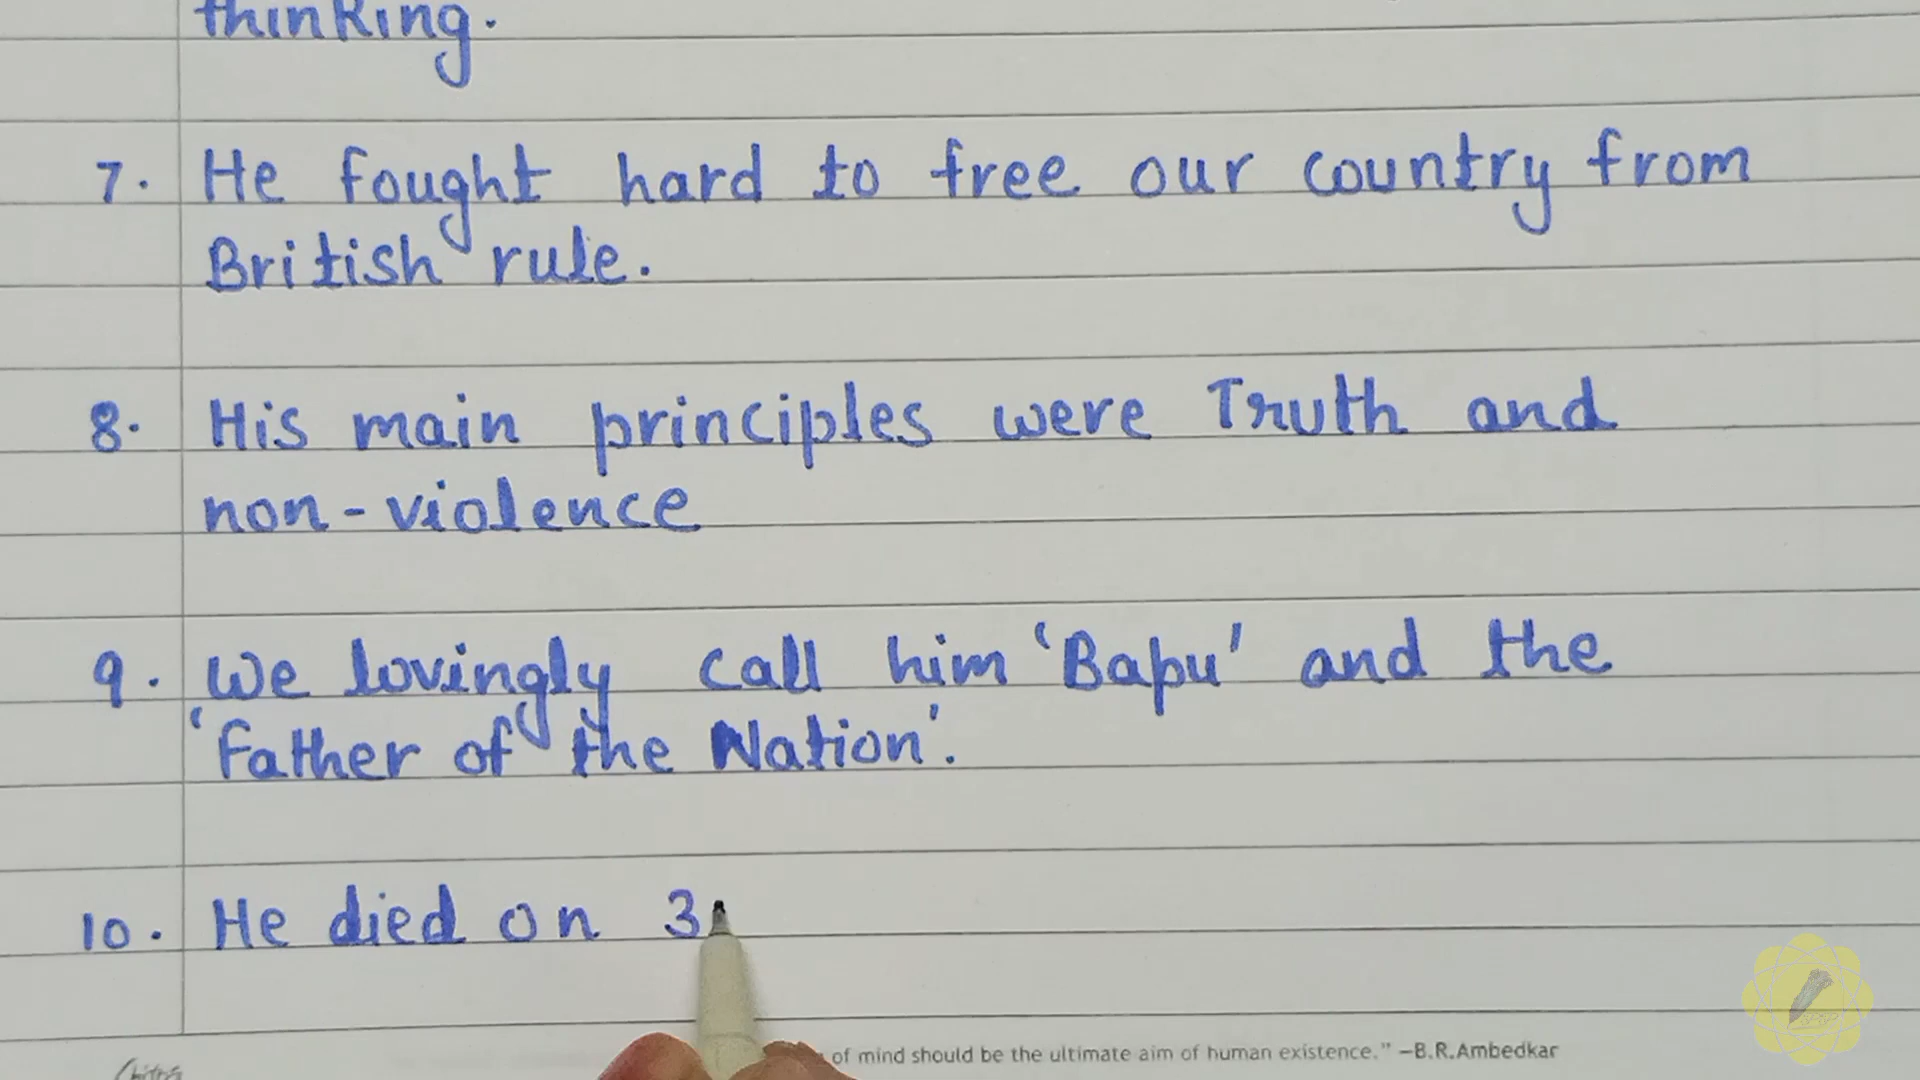 thinking.
7. He fought hard to free our country from
British rule.
8. His main principles were Truth and
non-violence
9. We lovingly call him 'Bapu' and the
'Father of the Nation'.
10. He died on 3
of mind should be the ultimate aim of human existence." –B.R.Ambedkar